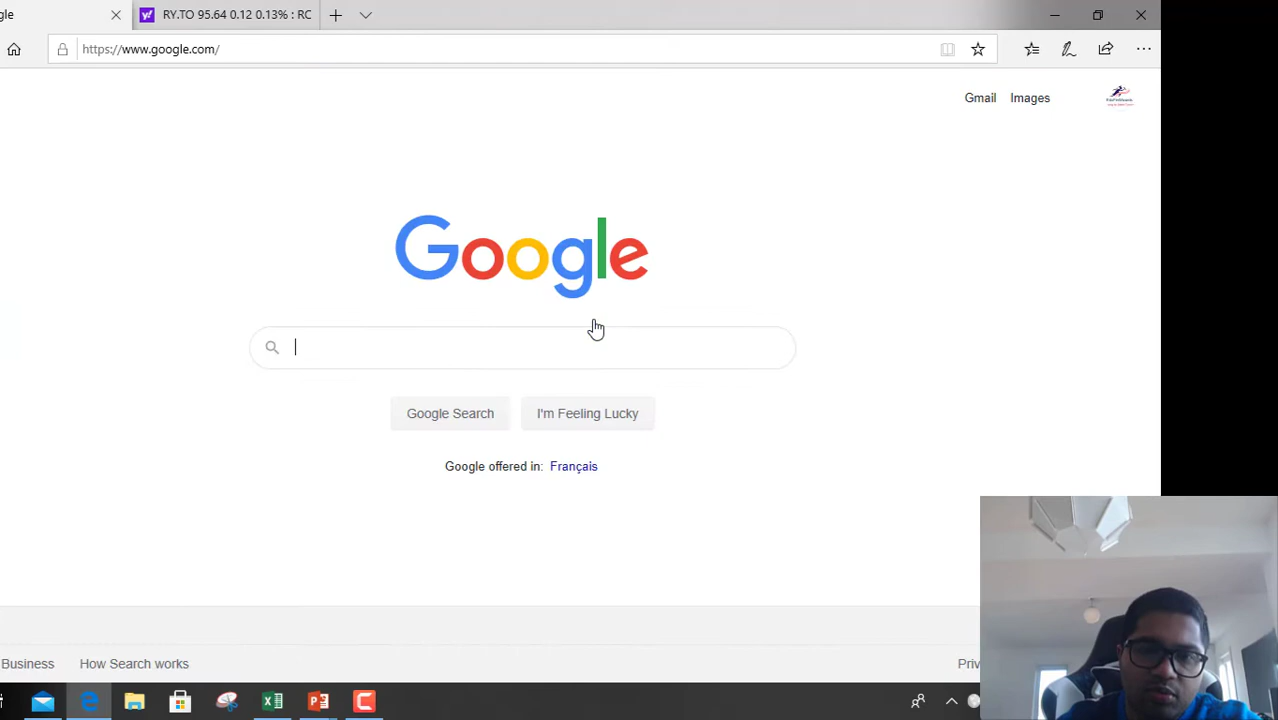 gle
RY.TO 95.64 0.12 0.13% : RC
https://www.google.com/
Gmail Images
Google
Google Search I'm Feeling Lucky
Google offered in: Français
Business How Search works Priv